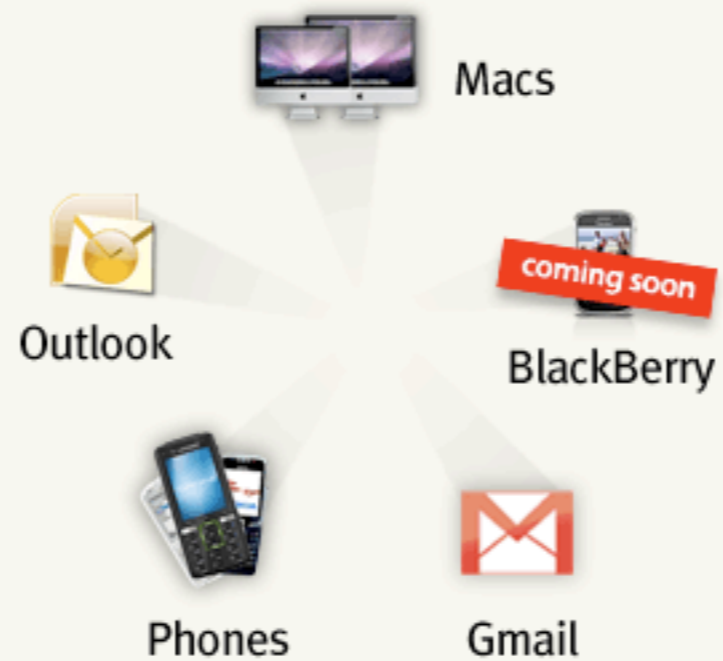 Macs
coming soon
Outlook
BlackBerry
Phones
Gmail